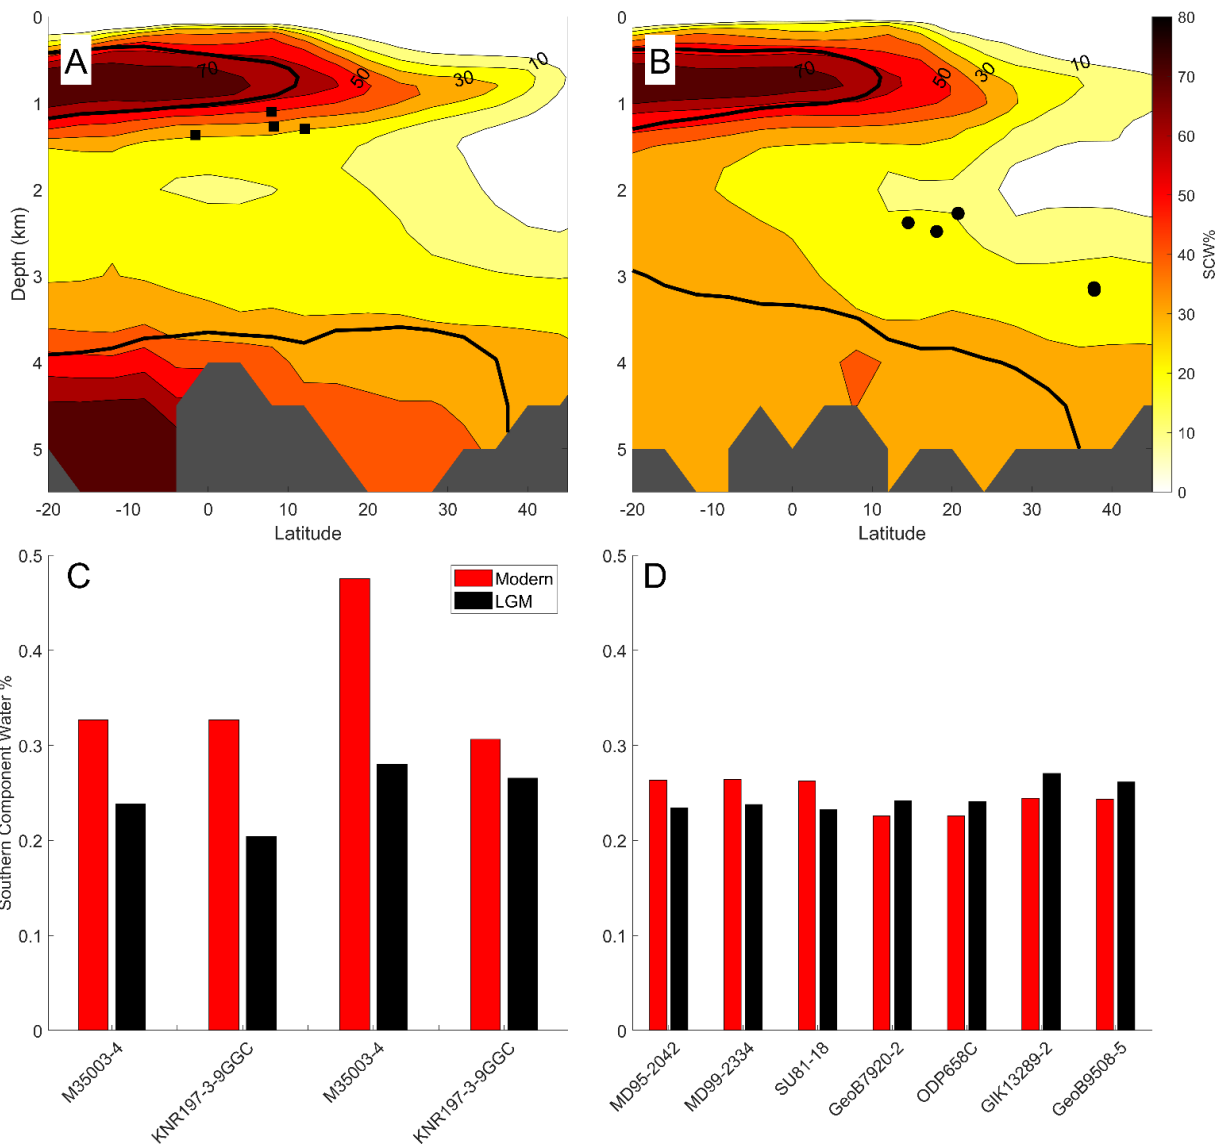 A
0
1
2
3
4
5
Depth (km)
70
50
30
10
-20 -10 0 10 20 30 40
Latitude
B
0
1
2
3
4
5
70
50
30
10
-20 -10 0 10 20 30 40
Latitude
80
70
60
50
40
30
20
10
0
SCW%
C
0.5
0.4
0.3
0.2
0.1
0
Southern Component Water %
Modern
LGM
M35003-4
KNR197-3-9GGC
M35003-4
KNR197-3-9GGC
D
0.5
0.4
0.3
0.2
0.1
0
MD95-2042
MD99-2334
SU81-18
GeoB7920-2
ODP658C
GIK13289-2
GeoB9508-5